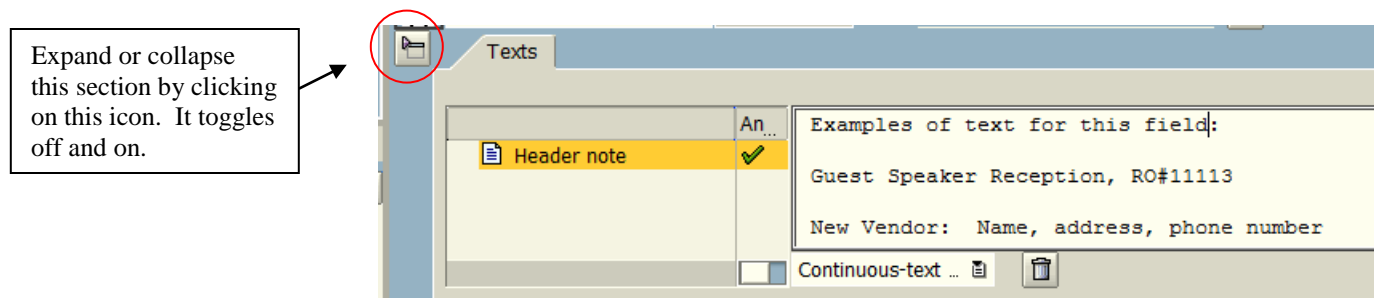 Expand or collapse
this section by clicking
on this icon.  It toggles
off and on.
Texts
An...
Examples of text for this field:
Header note
Guest Speaker Reception, RO#11113
New Vendor:  Name, address, phone number
Continuous-text ...